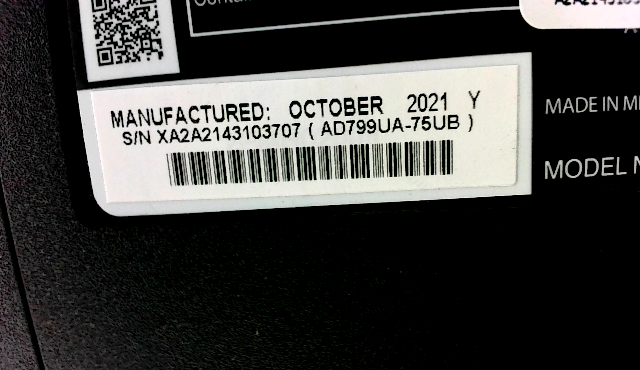 MANUFACTURED: OCTOBER 2021 Y
S/N XA2A2143103707 ( AD799UA-75UB )
MADE IN
MODEL